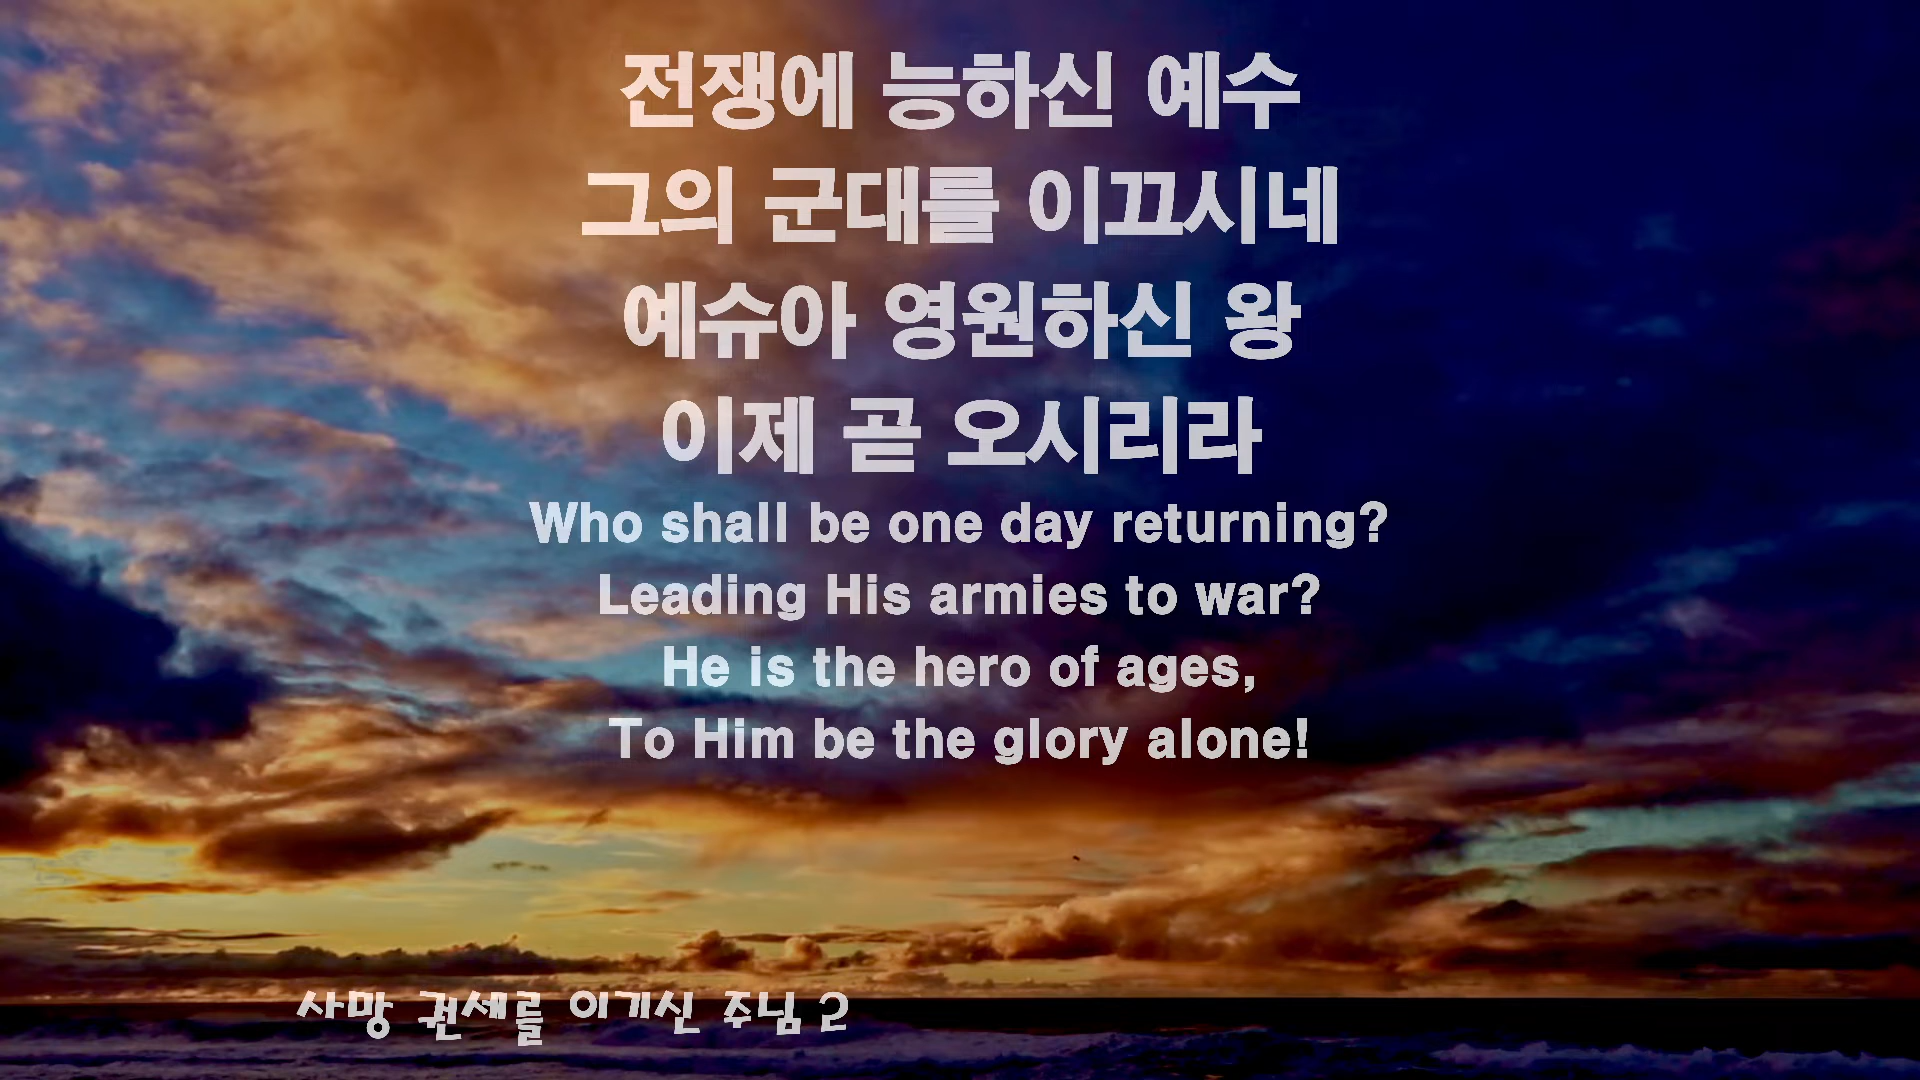 전쟁에 능하신 예수
그의 군대를 이끄시네
예슈아 영원하신 왕
이제 곧 오시리라
Who shall be one day returning?
Leading His armies to war?
He is the hero of ages,
To Him be the glory alone!
사망 권세를 이기신 주님 2